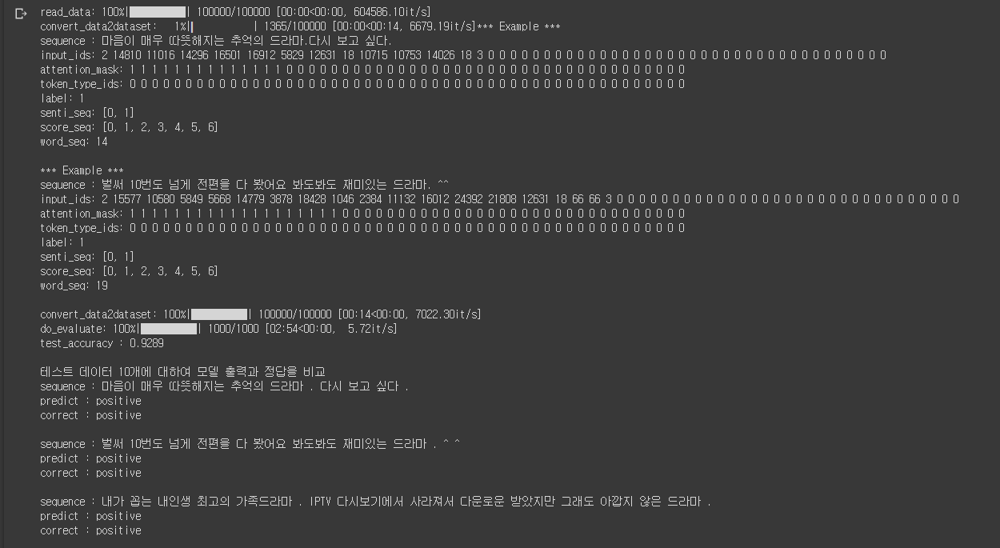 read_data: 100%|██████████| 100000/100000 [00:00<00:00, 604586.10it/s]
convert_data2dataset:   1%|▏         | 1365/100000 [00:00<00:14, 6679.19it/s]*** Example ***
sequence : 마음이 매우 따뜻해지는 추억의 드라마.다시 보고 싶다.
input_ids: 2 14810 11016 14296 16501 16912 5829 12631 18 10715 10753 14026 18 3 0 0 0 0 0 0 0 0 0 0 0 0 0 0 0 0 0 0 0 0 0 0 0 0 0 0 0 0 0 0 0 0 0 0 0 0
attention_mask: 1 1 1 1 1 1 1 1 1 1 1 1 1 1 0 0 0 0 0 0 0 0 0 0 0 0 0 0 0 0 0 0 0 0 0 0 0 0 0 0 0 0 0 0 0 0 0 0 0 0
token_type_ids: 0 0 0 0 0 0 0 0 0 0 0 0 0 0 0 0 0 0 0 0 0 0 0 0 0 0 0 0 0 0 0 0 0 0 0 0 0 0 0 0 0 0 0 0 0 0 0 0 0 0
label: 1
senti_seq: [0, 1]
score_seq: [0, 1, 2, 3, 4, 5, 6]
word_seq: 14
*** Example ***
sequence : 벌써 10번도 넘게 전편을 다 봤어요 봐도봐도 재미있는 드라마. ^^
input_ids: 2 15577 10580 5849 5668 14779 3878 18428 1046 2384 11132 16012 24392 21808 12631 18 66 66 3 0 0 0 0 0 0 0 0 0 0 0 0 0 0 0 0 0 0 0 0 0 0 0 0 0 0 0 0 0 0 0
attention_mask: 1 1 1 1 1 1 1 1 1 1 1 1 1 1 1 1 1 1 1 0 0 0 0 0 0 0 0 0 0 0 0 0 0 0 0 0 0 0 0 0 0 0 0 0 0 0 0 0 0 0
token_type_ids: 0 0 0 0 0 0 0 0 0 0 0 0 0 0 0 0 0 0 0 0 0 0 0 0 0 0 0 0 0 0 0 0 0 0 0 0 0 0 0 0 0 0 0 0 0 0 0 0 0 0
label: 1
senti_seq: [0, 1]
score_seq: [0, 1, 2, 3, 4, 5, 6]
word_seq: 19
convert_data2dataset: 100%|██████████| 100000/100000 [00:14<00:00, 7022.30it/s]
do_evaluate: 100%|██████████| 1000/1000 [02:54<00:00,  5.72it/s]
test_accuracy : 0.9289
테스트 데이터 10개에 대하여 모델 출력과 정답을 비교
sequence : 마음이 매우 따뜻해지는 추억의 드라마 . 다시 보고 싶다 .
predict : positive
correct : positive
sequence : 벌써 10번도 넘게 전편을 다 봤어요 봐도봐도 재미있는 드라마 . ^ ^
predict : positive
correct : positive
sequence : 내가 꼽는 내인생 최고의 가족드라마 . IPTV 다시보기에서 사라져서 다운로운 받았지만 그래도 아깝지 않은 드라마 .
predict : positive
correct : positive